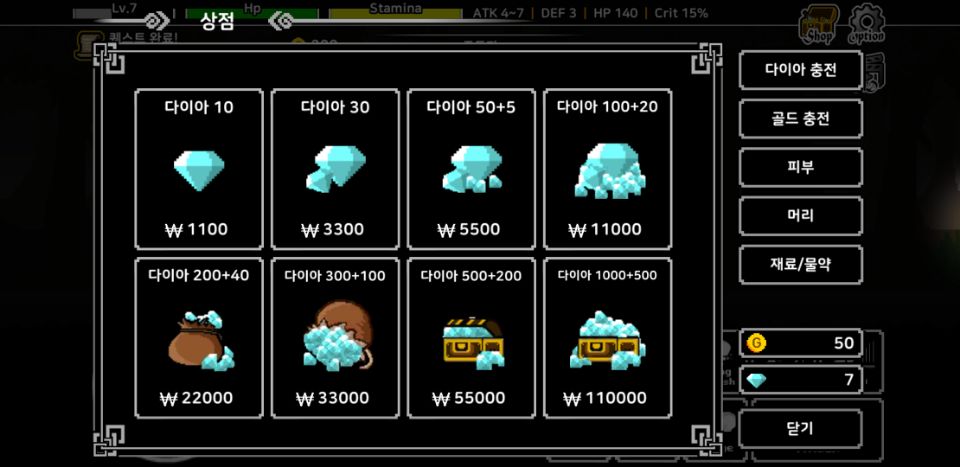 Lv.7
Hp
Stamina
ATK 4~7 | DEF 3 | HP 140 | Crit 15%
상점
Shop
Option
퀘스트 완료!
다이아 10
₩ 1100
다이아 30
₩ 3300
다이아 50+5
₩ 5500
다이아 100+20
₩ 11000
다이아 200+40
₩ 22000
다이아 300+100
₩ 33000
다이아 500+200
₩ 55000
다이아 1000+500
₩ 110000
다이아 충전
골드 충전
피부
머리
재료/물약
G 50
7
닫기